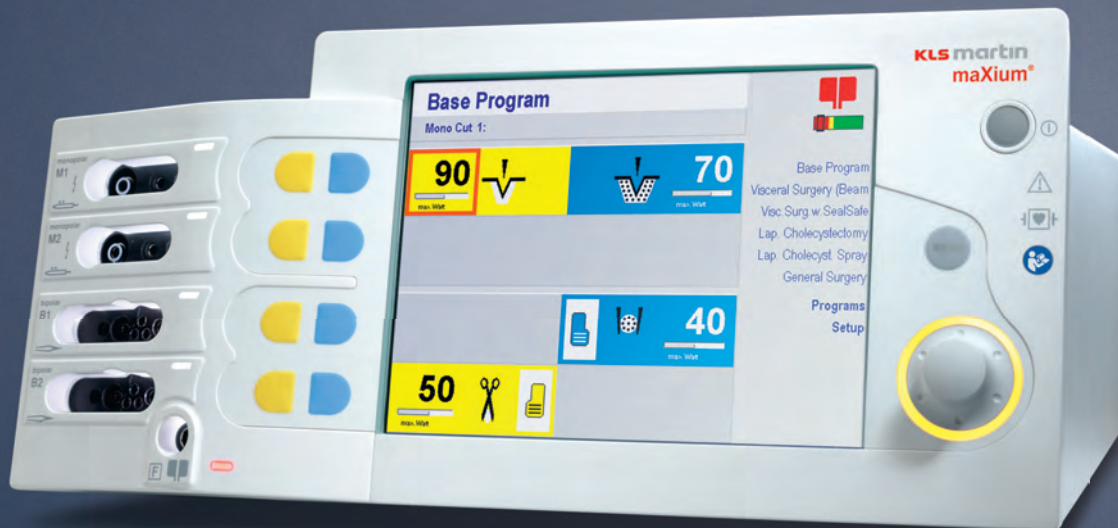 KLS martin
maXium®
Base Program
Mono Cut 1:
90
max. Watt
70
max. Watt
40
max. Watt
50
max. Watt
Base Program
Visceral Surgery (Beam
Visc.Surg.w.SealSafe
Lap. Cholecystectomy
Lap. Cholecyst. Spray
General Surgery
Programs
Setup
monopolar
M1
monopolar
M2
bipolar
B1
bipolar
B2
F